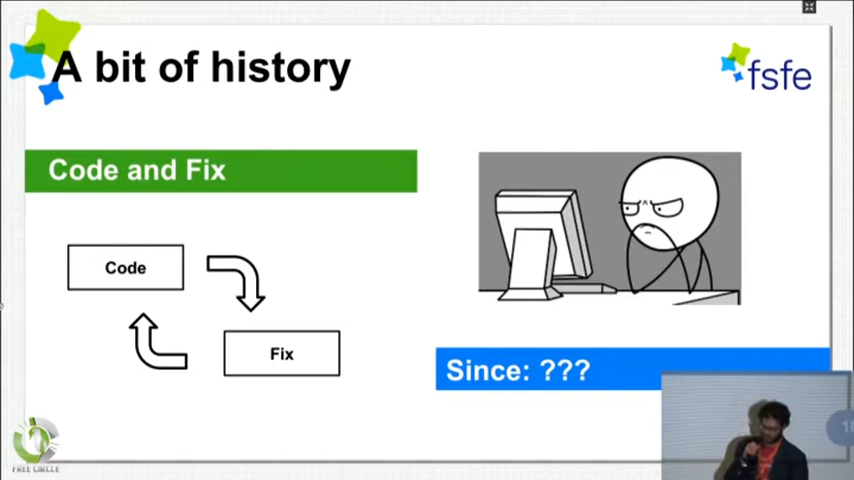 A bit of history
fsfe
Code and Fix
Code
Fix
Since: ???
FREE CIRCLE